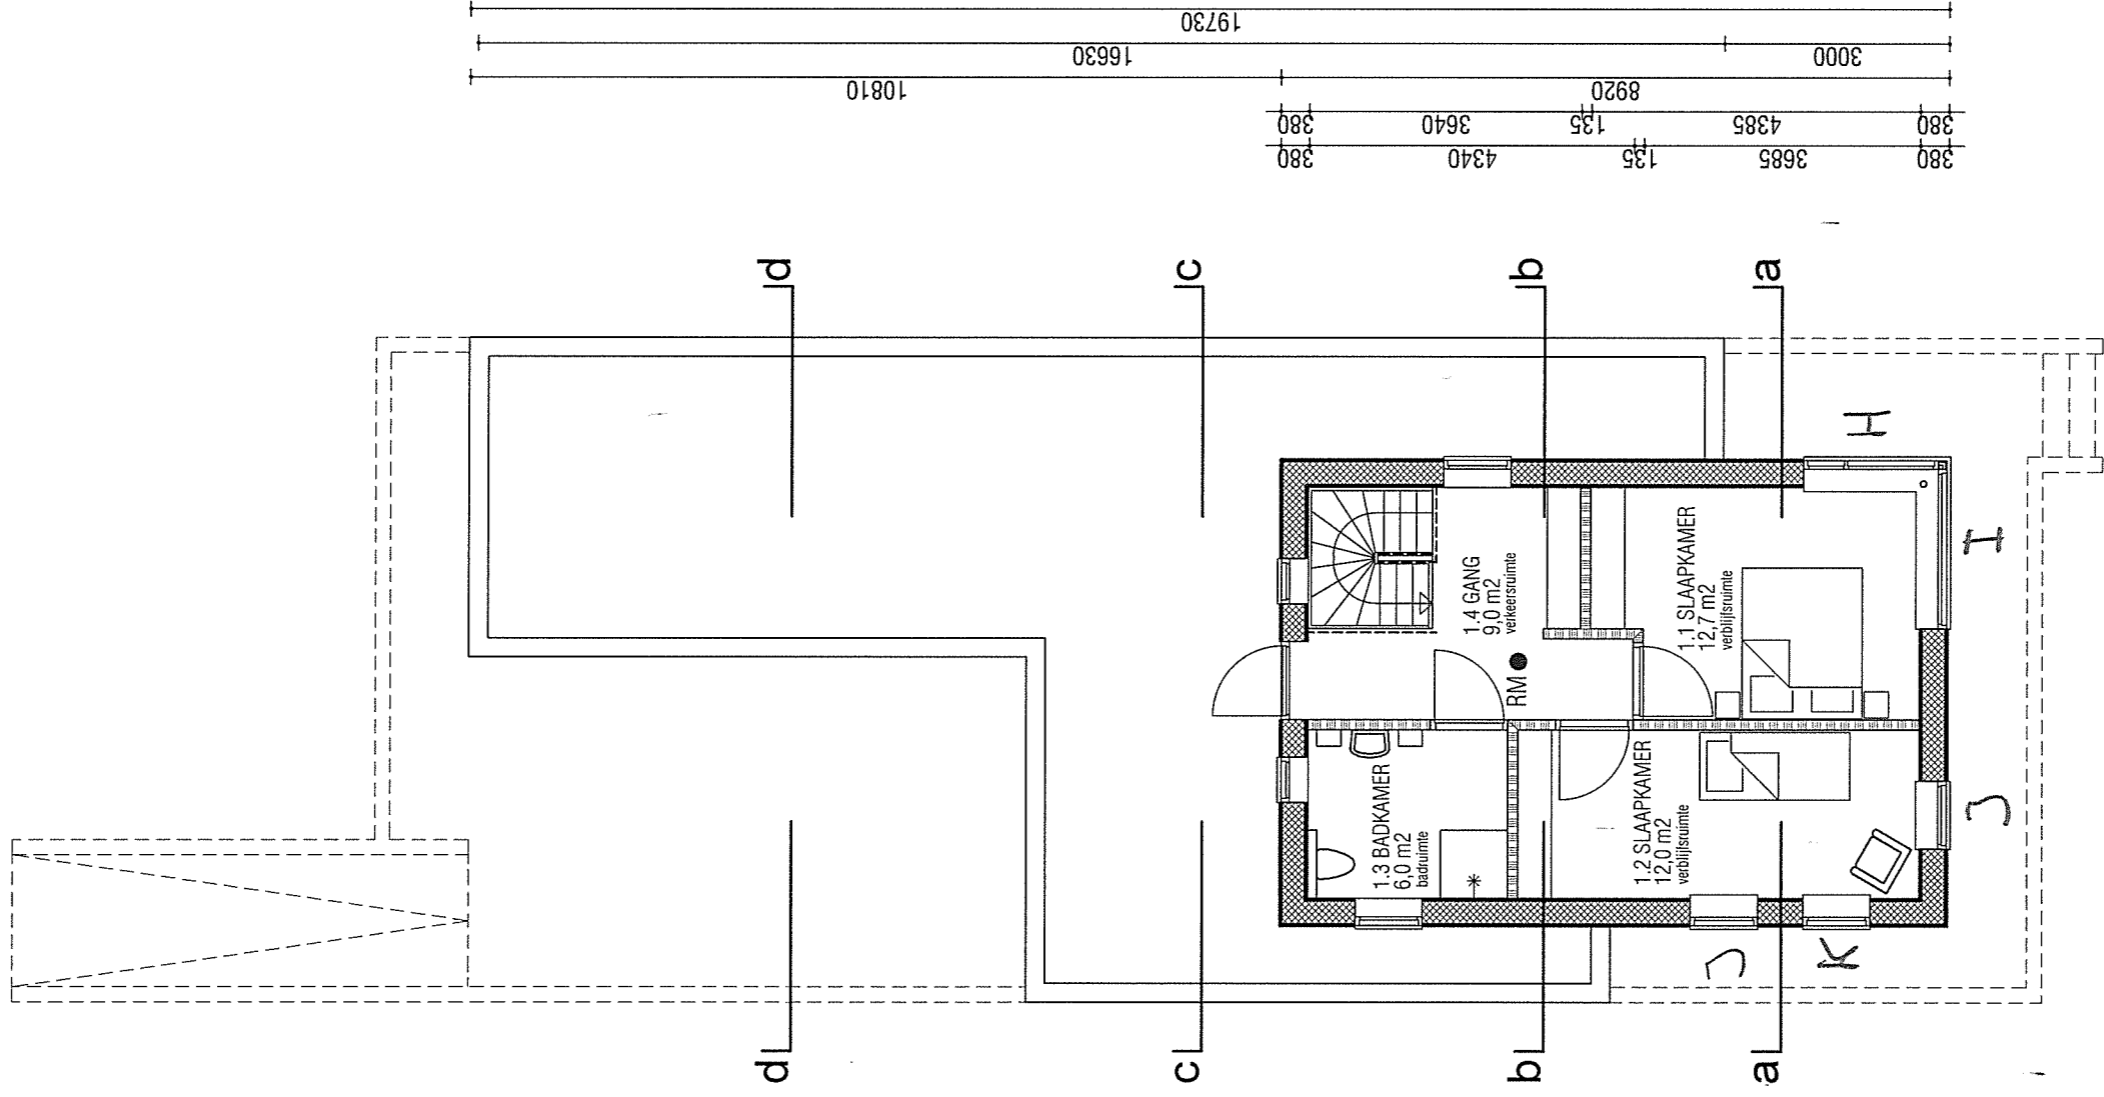 19730
16630
3000
10810
8920
380
3640
135
4385
380
380
4340
135
3685
380
d
c
b
a
H
1.4 GANG
9,0 m2
verkeersruimte
1.1 SLAAPKAMER
12,7 m2
verblijfsruimte
I
RM
1.3 BADKAMER
6,0 m2
badruimte
1.2 SLAAPKAMER
12,0 m2
verblijfsruimte
J
J
K
d
c
b
a